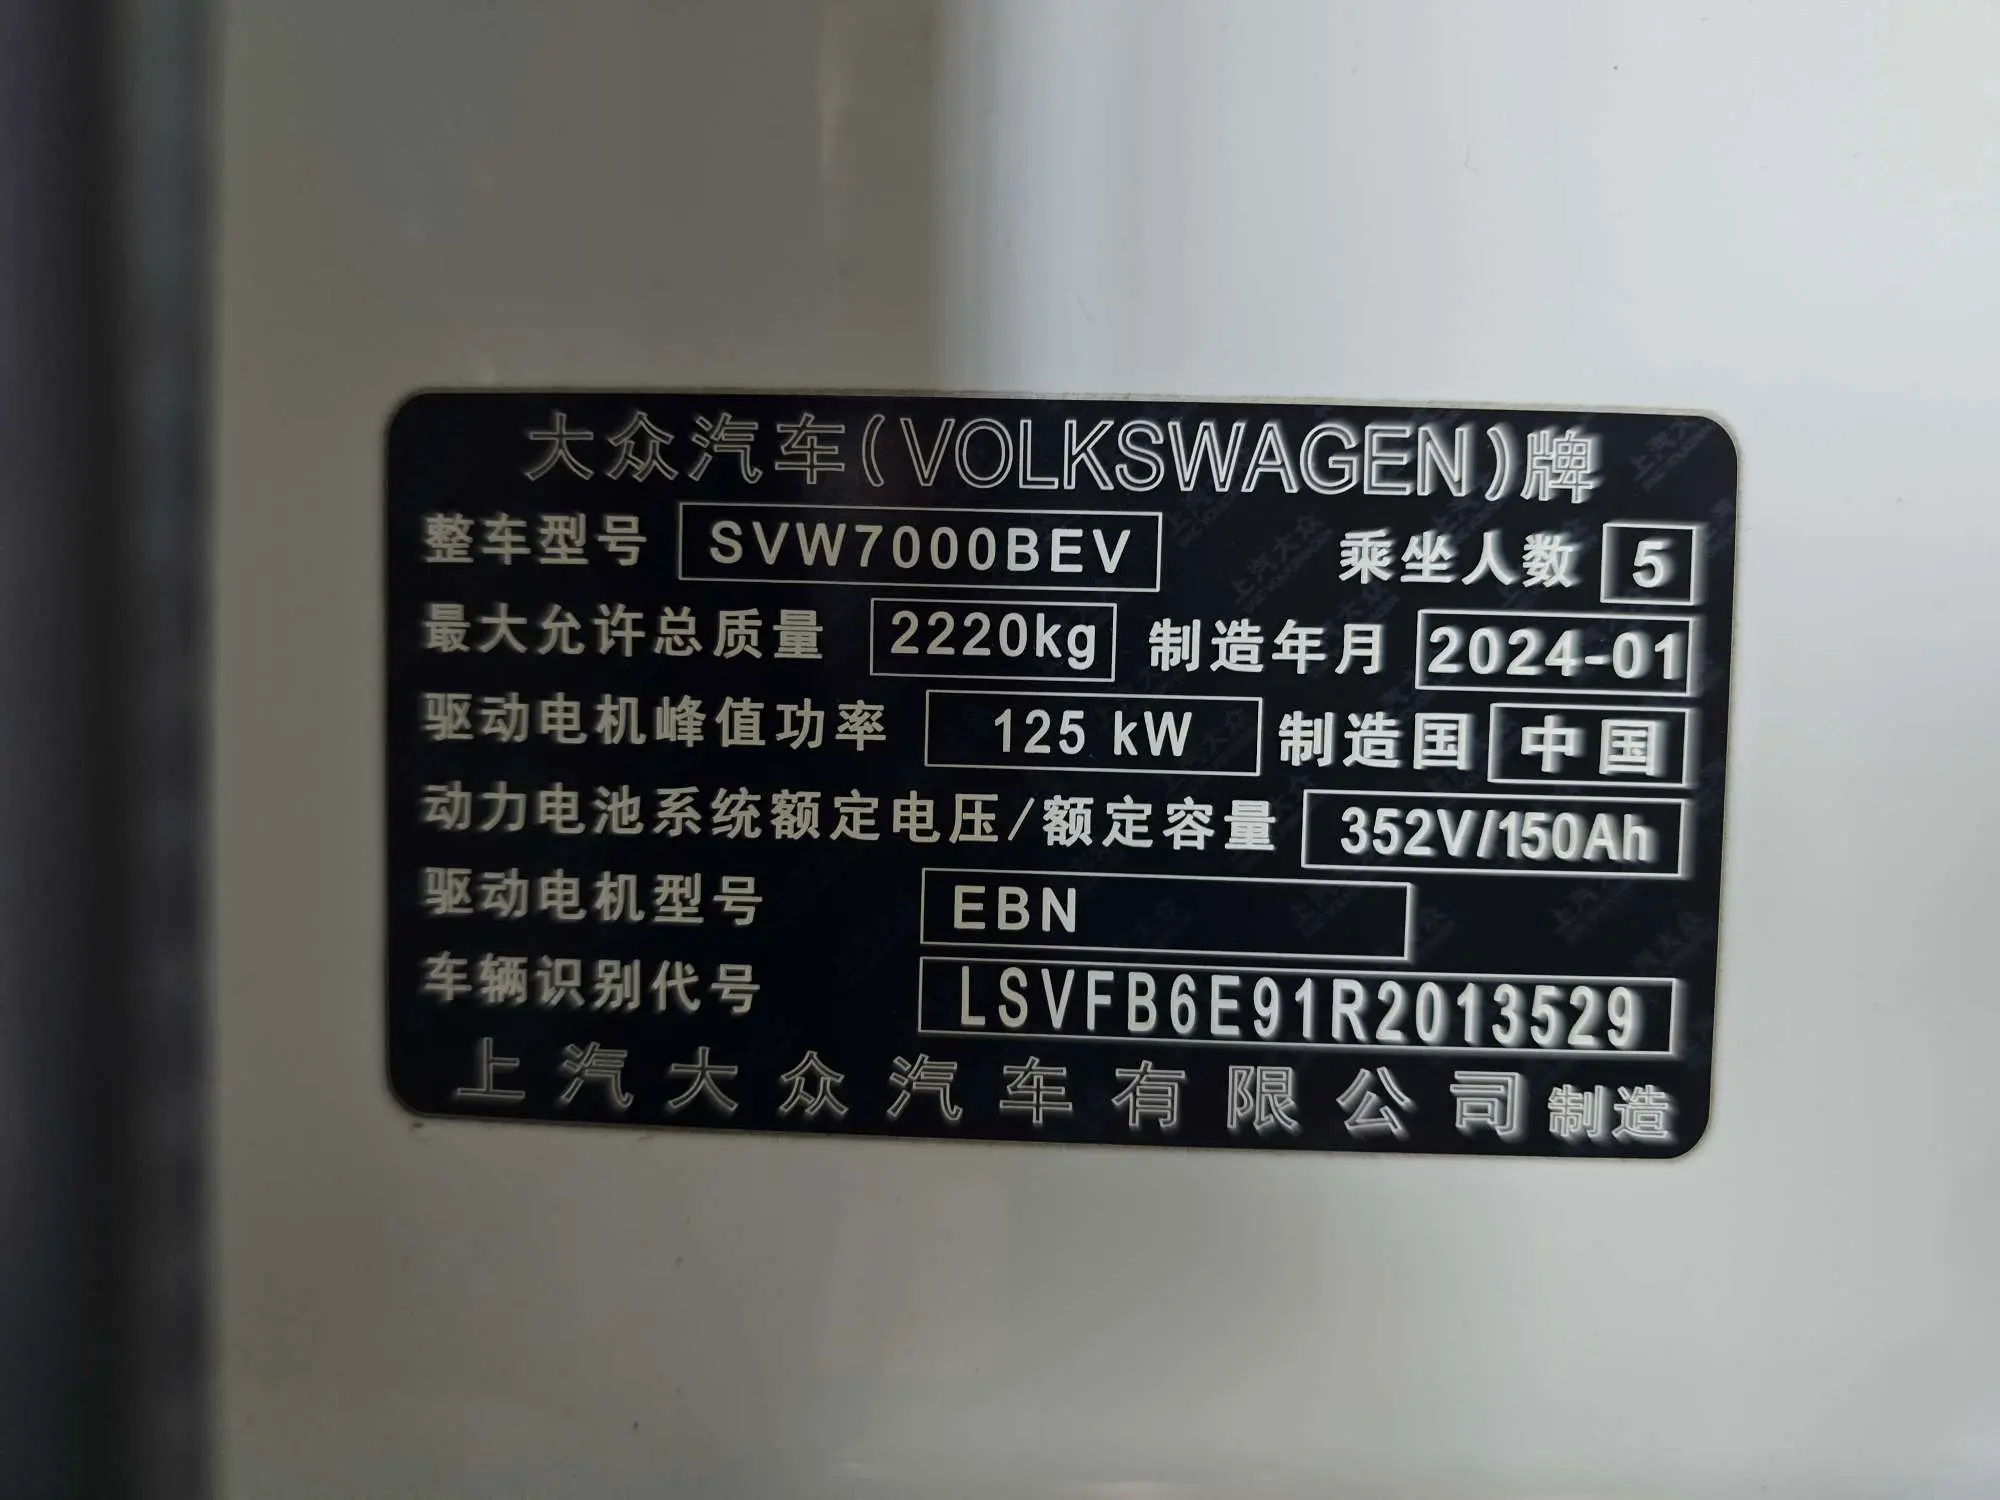 大众汽车(VOLKSWAGEN)牌
整车型号 SVW7000BEV 乘坐人数 5
最大允许总质量 2220kg 制造年月 2024-01
驱动电机峰值功率 125 kW 制造国 中国
动力电池系统额定电压/额定容量 352V/150Ah
驱动电机型号 EBN
车辆识别代号 LSVFB6E91R2013529
上汽大众汽车有限公司制造